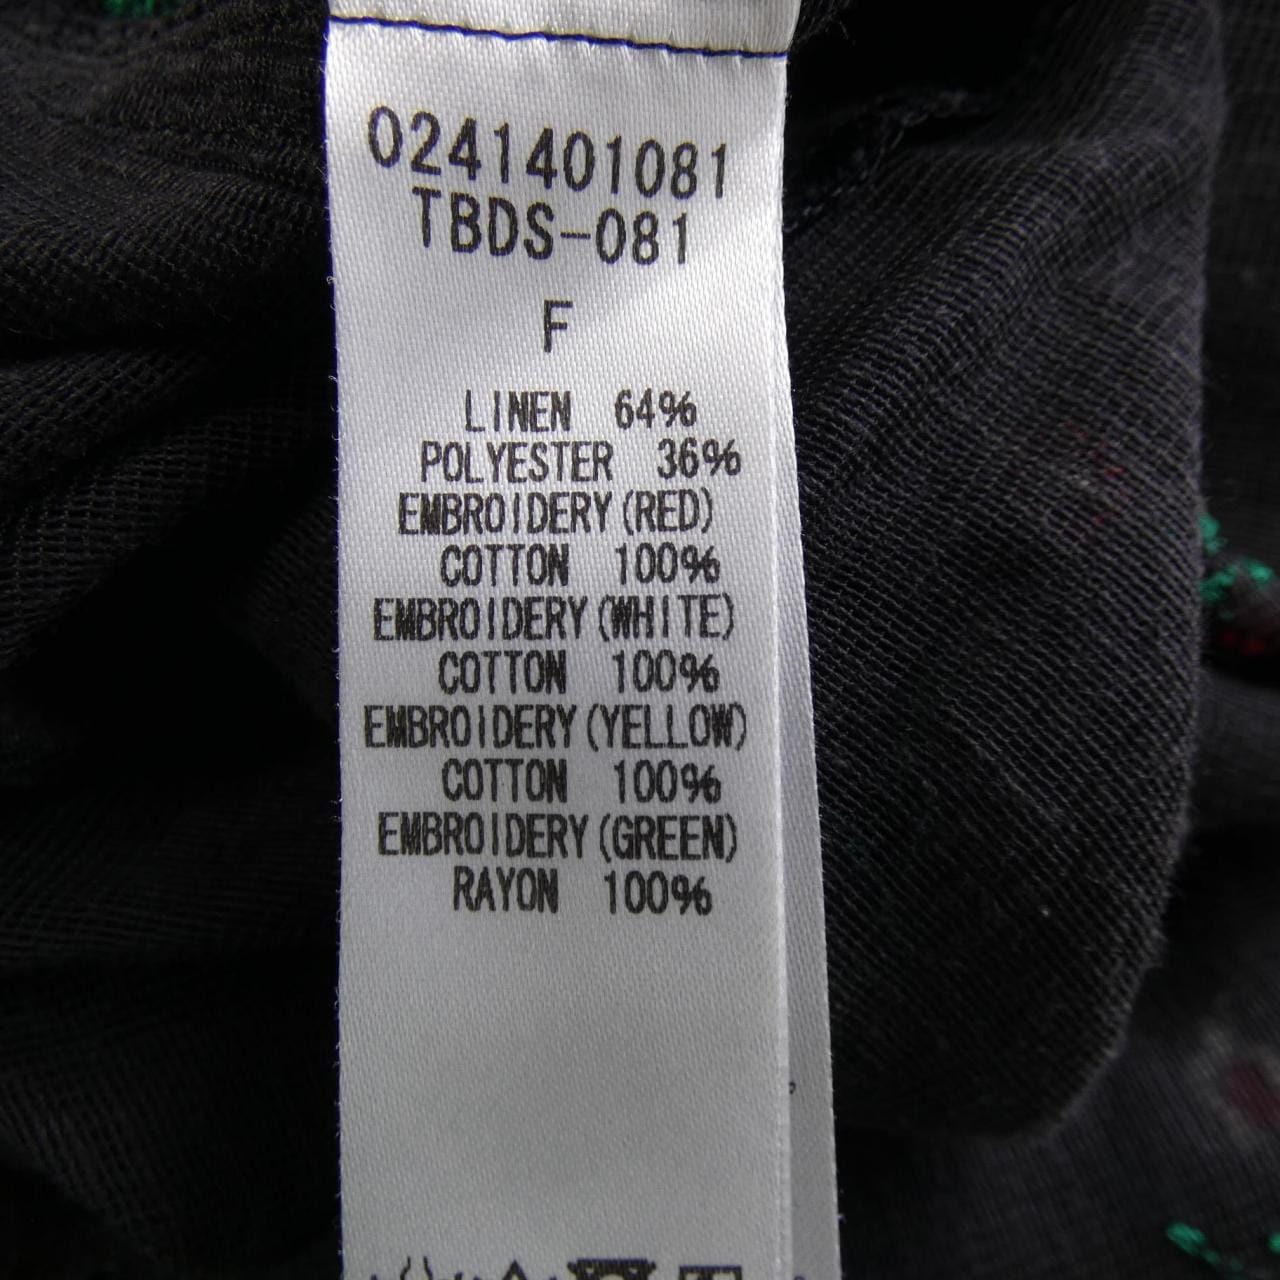 0241401081
TBDS-081
F
LINEN 64%
POLYESTER 36%
EMBROIDERY(RED)
COTTON 100%
EMBROIDERY(WHITE)
COTTON 100%
EMBROIDERY(YELLOW)
COTTON 100%
EMBROIDERY(GREEN)
RAYON 100%